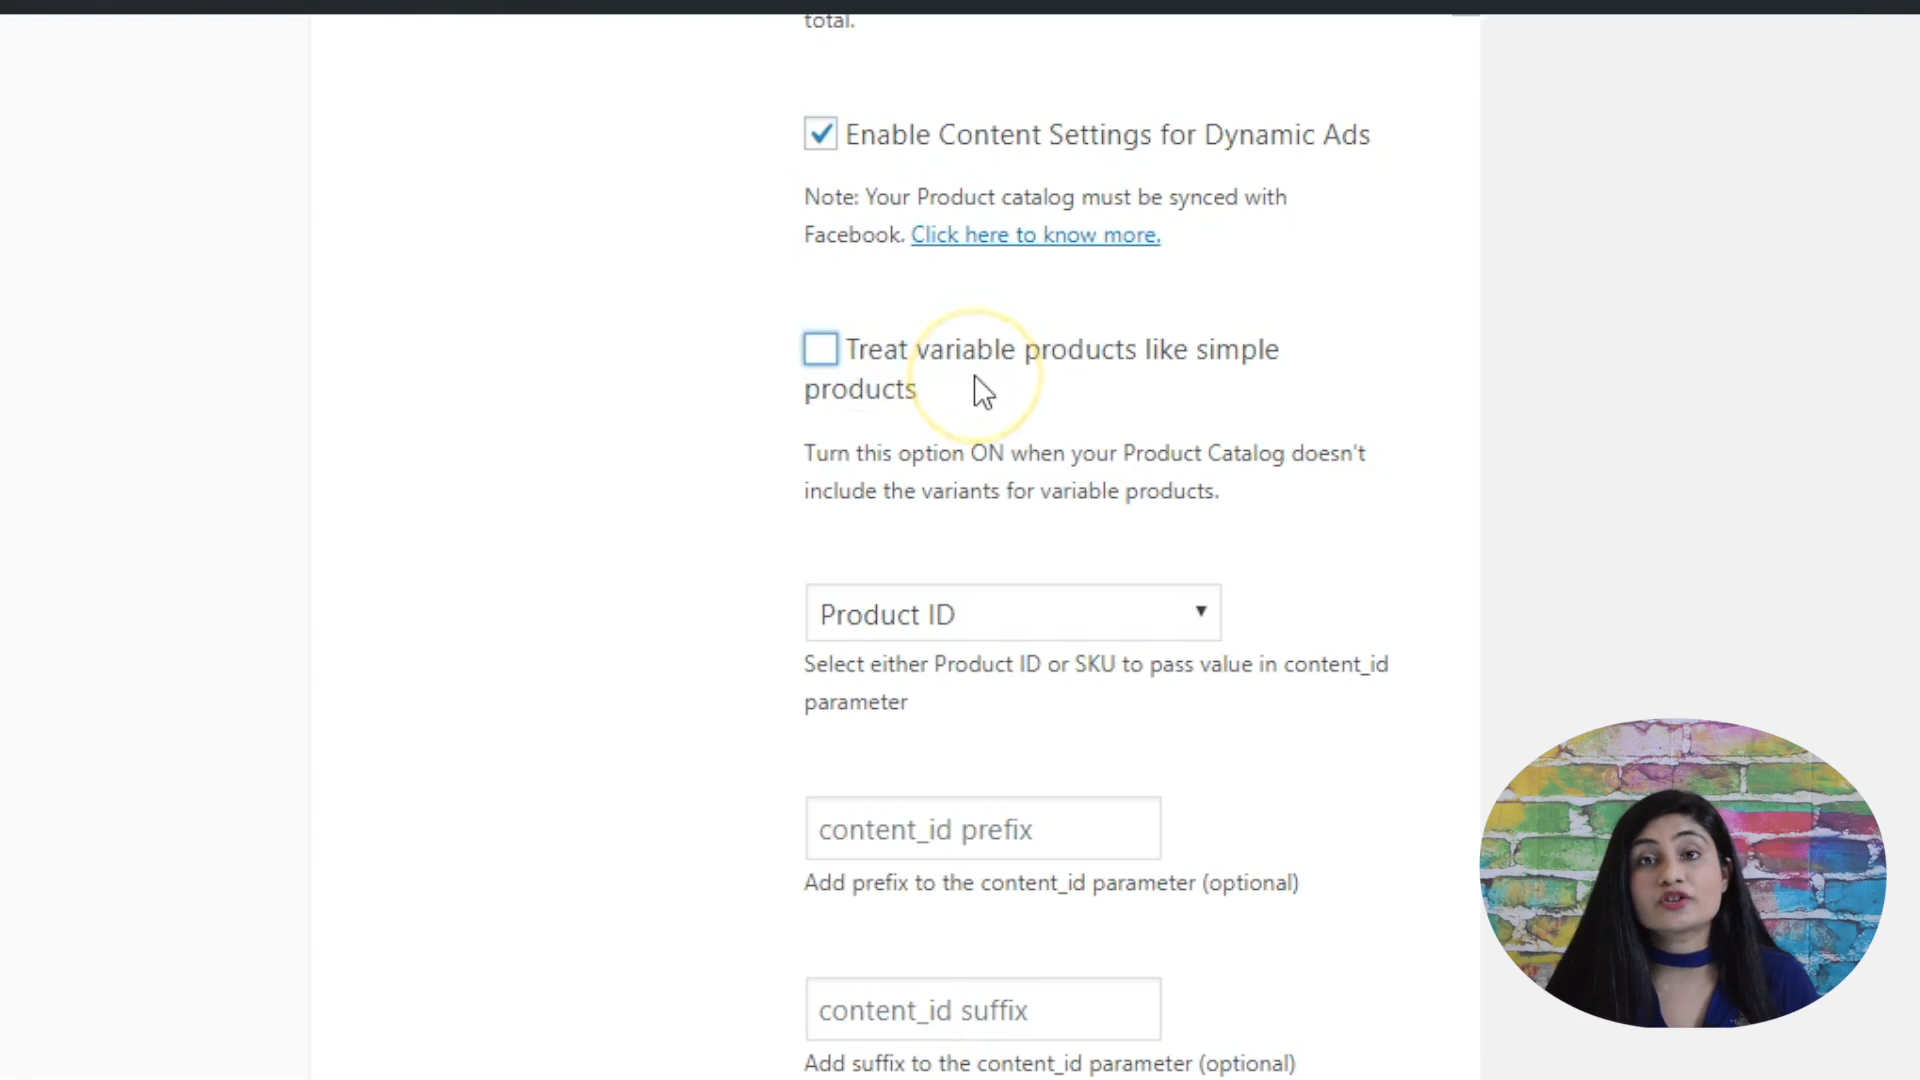 total.
Enable Content Settings for Dynamic Ads
Note: Your Product catalog must be synced with
Facebook. Click here to know more.
Treat variable products like simple
products
Turn this option ON when your Product Catalog doesn't
include the variants for variable products.
Product ID
Select either Product ID or SKU to pass value in content_id
parameter
content_id prefix
Add prefix to the content_id parameter (optional)
content_id suffix
Add suffix to the content_id parameter (optional)